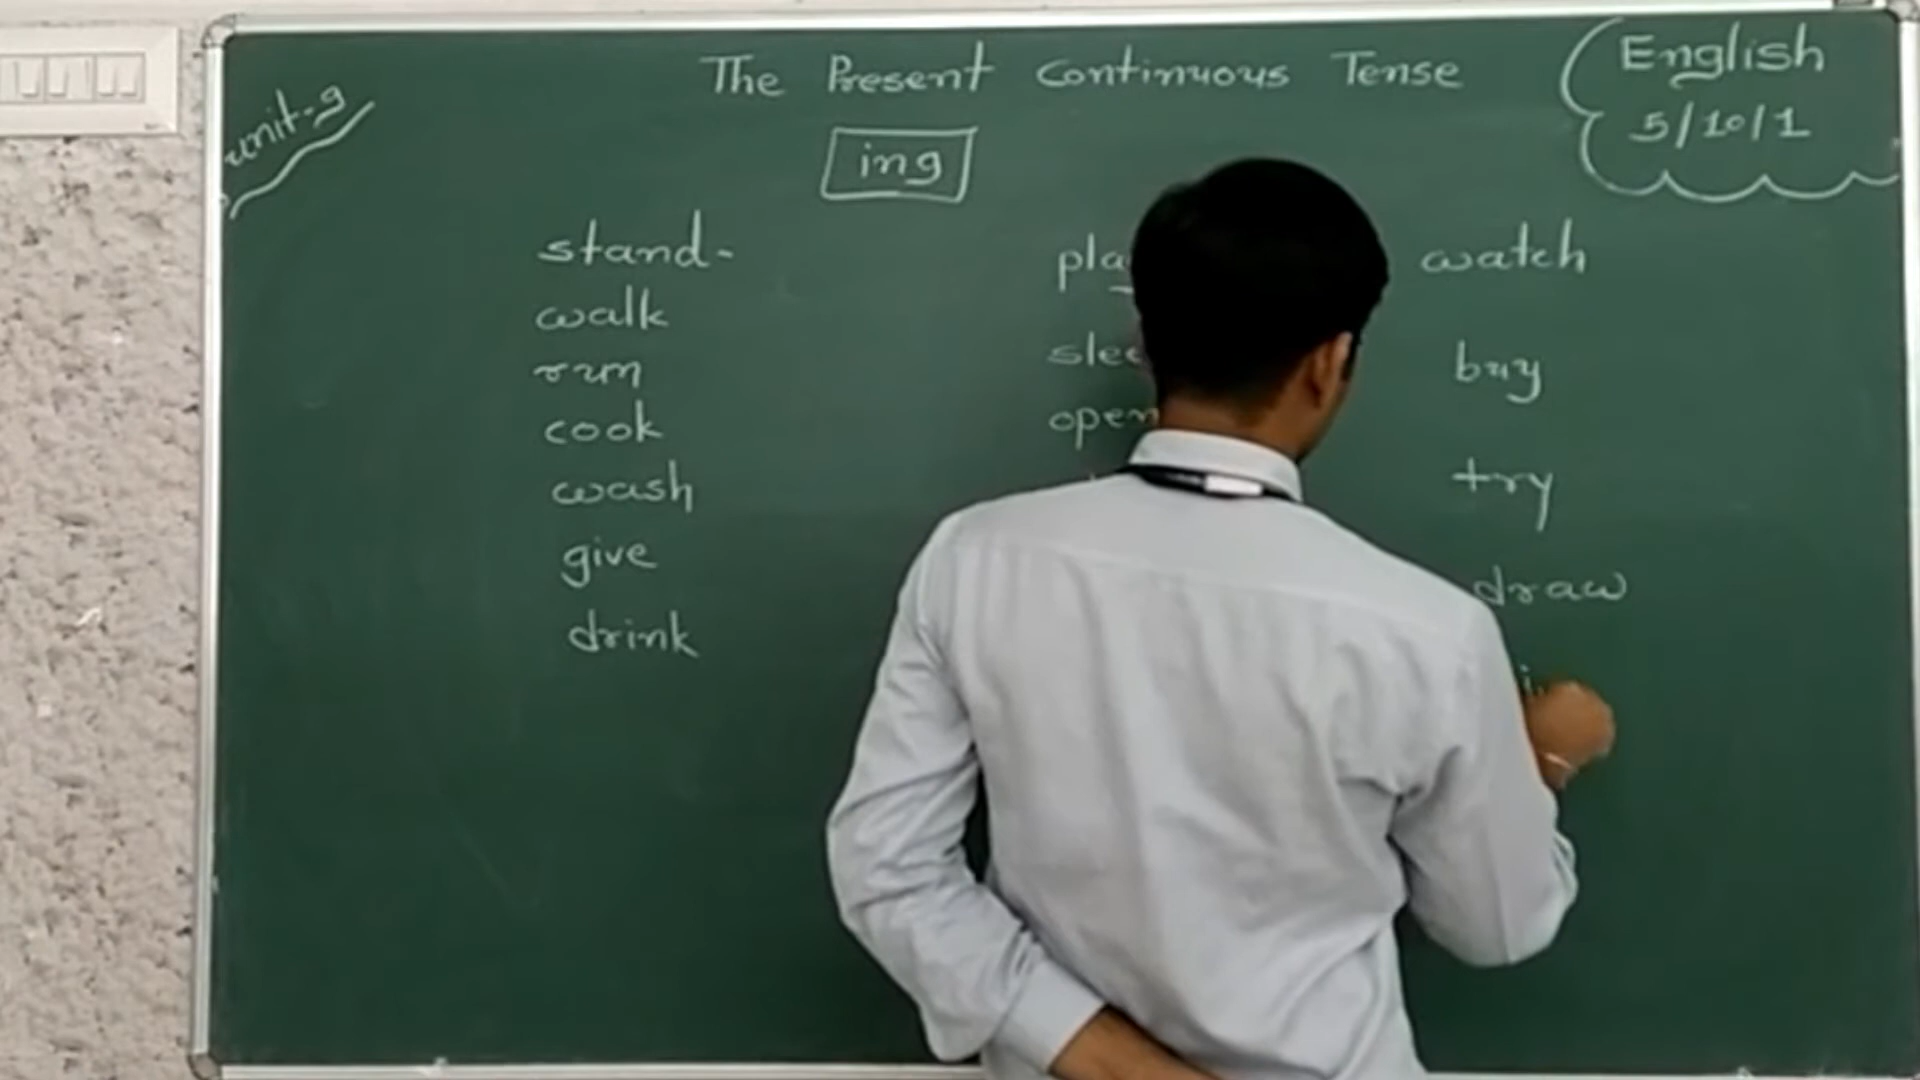 The Present Continuous Tense
English
5/10/1
unit-9
ing
stand-
walk
run
cook
wash
give
drink
open
watch
buy
try
draw